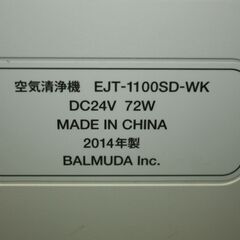 空気清浄機 EJT-1100SD-WK
DC24V 72W
MADE IN CHINA
2014年製
BALMUDA Inc.